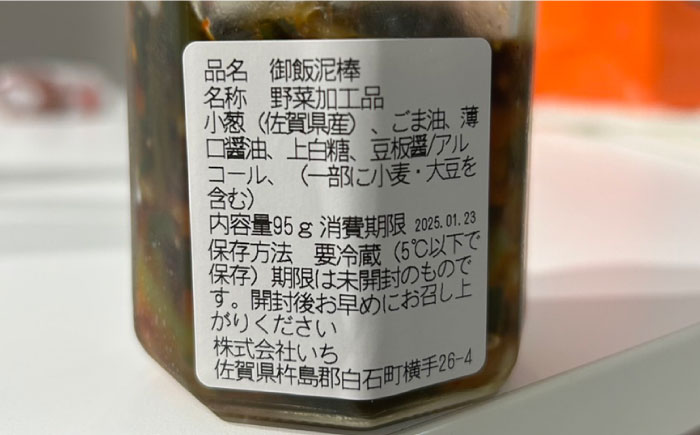 品名 御飯泥棒
名称 野菜加工品
小葱（佐賀県産）、ごま油、薄
口醤油、上白糖、豆板醤/アル
コール、（一部に小麦・大豆を
含む）
内容量95g 消費期限 2025.01.23
保存方法 要冷蔵（5℃以下で
保存）期限は未開封のもので
す。開封後お早めにお召し上
がりください
株式会社いち
佐賀県杵島郡白石町横手26-4